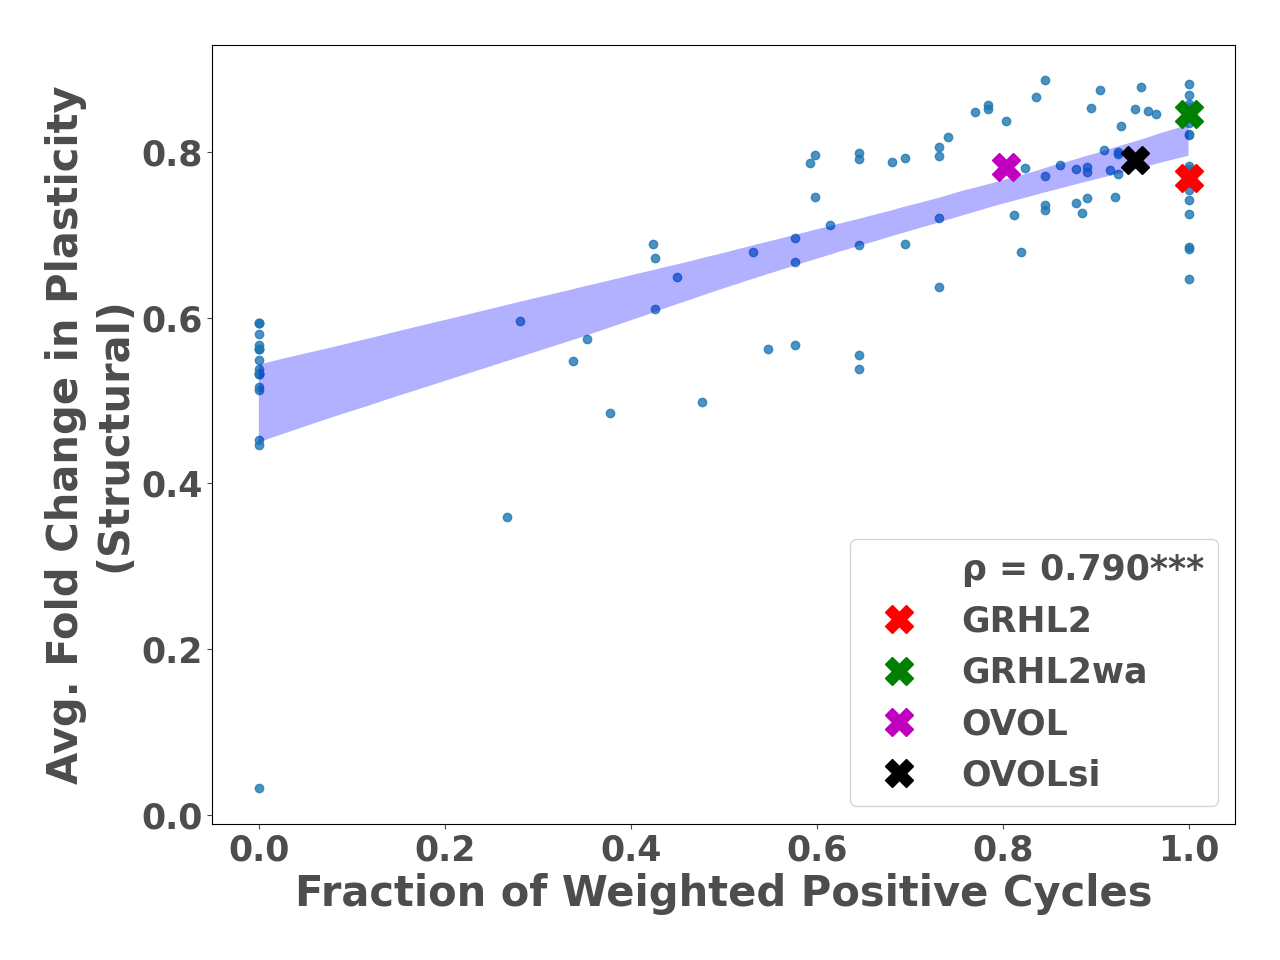 Avg. Fold Change in Plasticity
(Structural)
0.8
0.6
0.4
0.2
0.0
ρ = 0.790***
GRHL2
GRHL2wa
OVOL
OVOLsi
0.0 0.2 0.4 0.6 0.8 1.0
Fraction of Weighted Positive Cycles